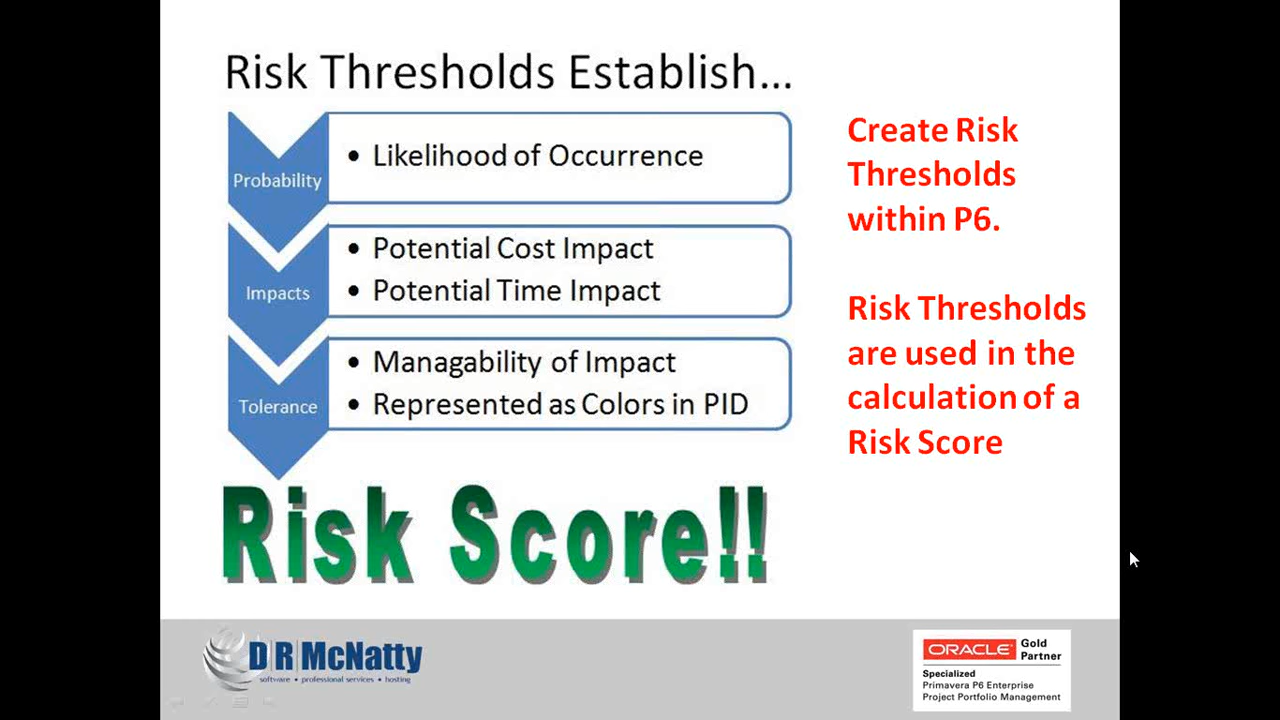 Risk Thresholds Establish...
Probability
• Likelihood of Occurrence
Impacts
• Potential Cost Impact
• Potential Time Impact
Tolerance
• Managability of Impact
• Represented as Colors in PID
Risk Score!!
Create Risk
Thresholds
within P6.
Risk Thresholds
are used in the
calculation of a
Risk Score
D R McNatty
software • professional services • hosting
ORACLE Gold
Partner
Specialized
Primavera P6 Enterprise
Project Portfolio Management